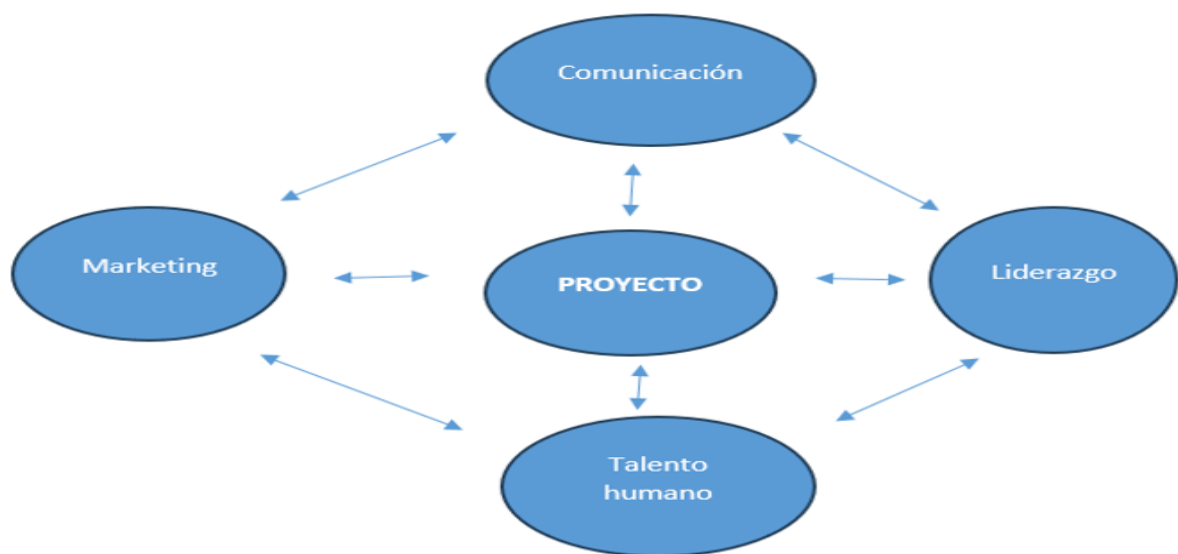 Comunicación
Marketing
PROYECTO
Liderazgo
Talento
humano